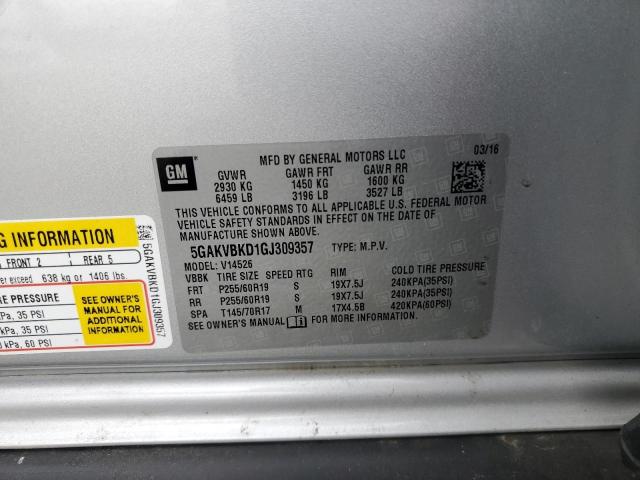 GM
MFD BY GENERAL MOTORS LLC
03/16
GVWR GAWR FRT GAWR RR
2930 KG 1450 KG 1600 KG
6459 LB 3196 LB 3527 LB
THIS VEHICLE CONFORMS TO ALL APPLICABLE U.S. FEDERAL MOTOR
VEHICLE SAFETY STANDARDS IN EFFECT ON THE DATE OF
MANUFACTURE SHOWN ABOVE.
5GAKVBKD1GJ309357 TYPE: M.P.V.
MODEL: V14526
VBBK TIRE SIZE SPEED RTG RIM COLD TIRE PRESSURE
FRT P255/60R19 S 19X7.5J 240KPA(35PSI)
RR P255/60R19 S 19X7.5J 240KPA(35PSI)
SPA T145/70R17 M 17X4.5B 420KPA(60PSI)
SEE OWNER'S MANUAL FOR MORE INFORMATION.
G INFORMATION
FRONT 2 REAR 5
exceed 638 kg or 1406 lbs.
RE PRESSURE
kPa, 35 PSI
kPa, 35 PSI
kPa, 60 PSI
SEE OWNER'S
MANUAL FOR
ADDITIONAL
INFORMATION
5GAKVBKD1GJ309357